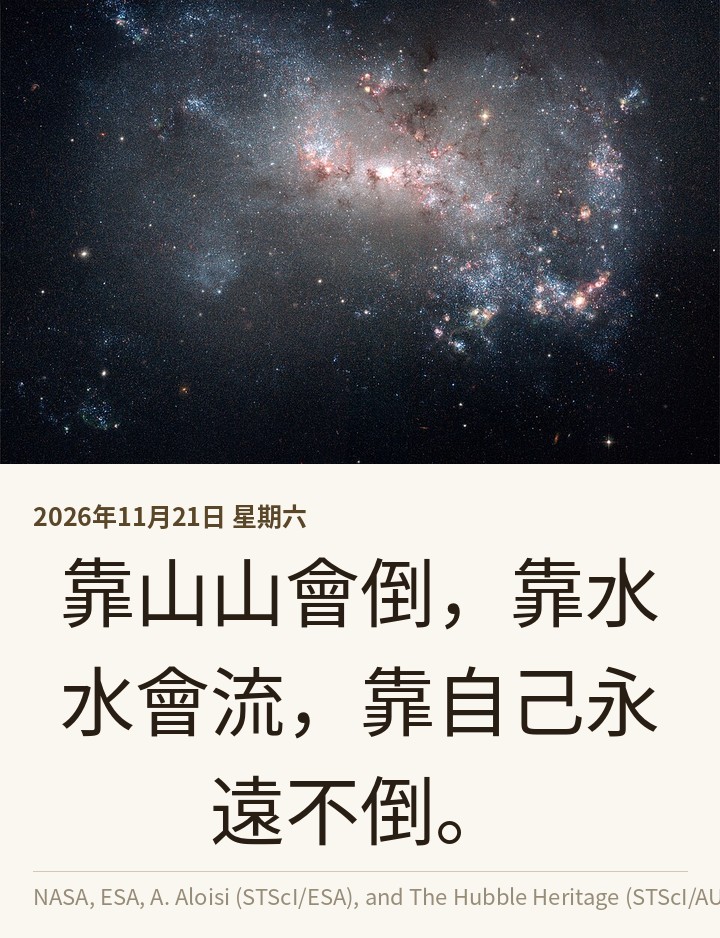 2026年11月21日 星期六
靠山山會倒，靠水
水會流，靠自己永
遠不倒。
NASA, ESA, A. Aloisi (STScI/ESA), and The Hubble Heritage (STScI/AU